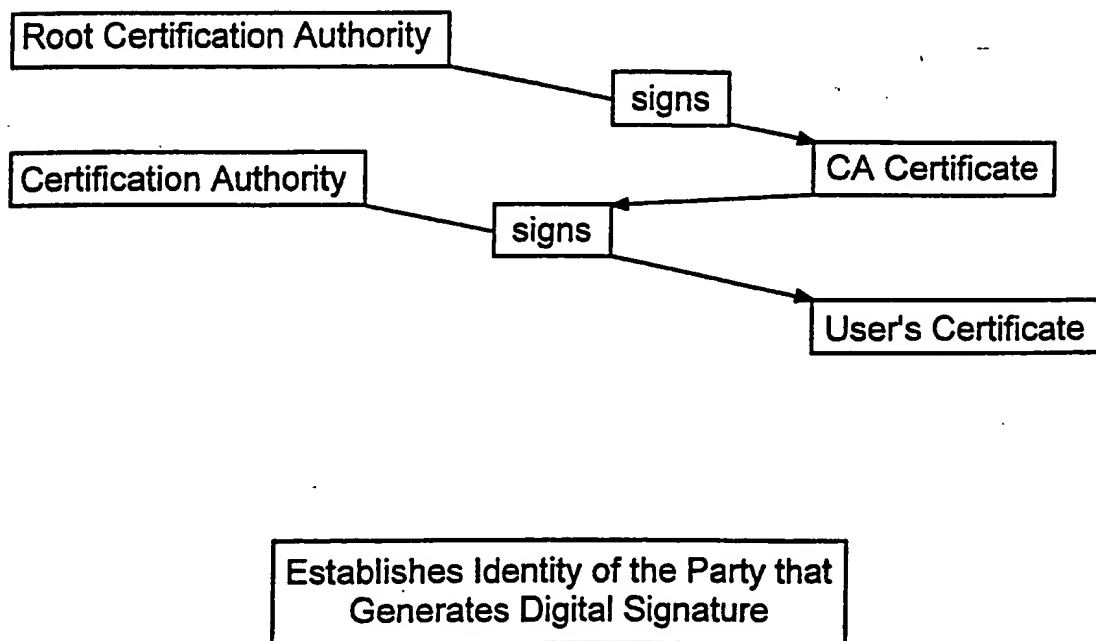 Root Certification Authority
signs
CA Certificate
Certification Authority
signs
User's Certificate
Establishes Identity of the Party that
Generates Digital Signature